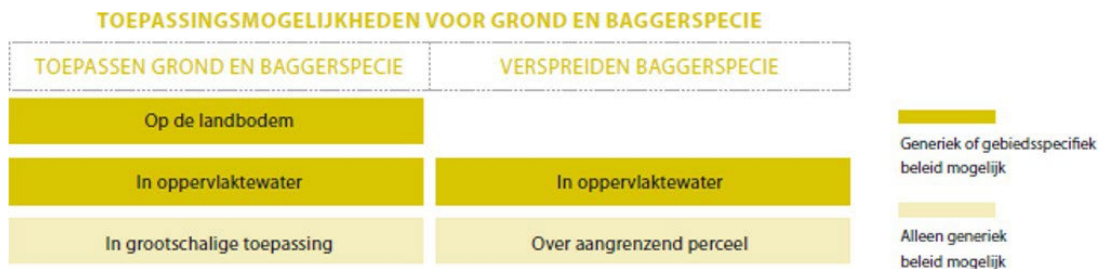 TOEPASSINGSMOGELIJKHEDEN VOOR GROND EN BAGGERSPECIE
TOEPASSEN GROND EN BAGGERSPECIE
VERSPREIDEN BAGGERSPECIE
Op de landbodem
In oppervlaktewater
In oppervlaktewater
In grootschalige toepassing
Over aangrenzend perceel
Generiek of gebiedsspecifiek
beleid mogelijk
Alleen generiek
beleid mogelijk